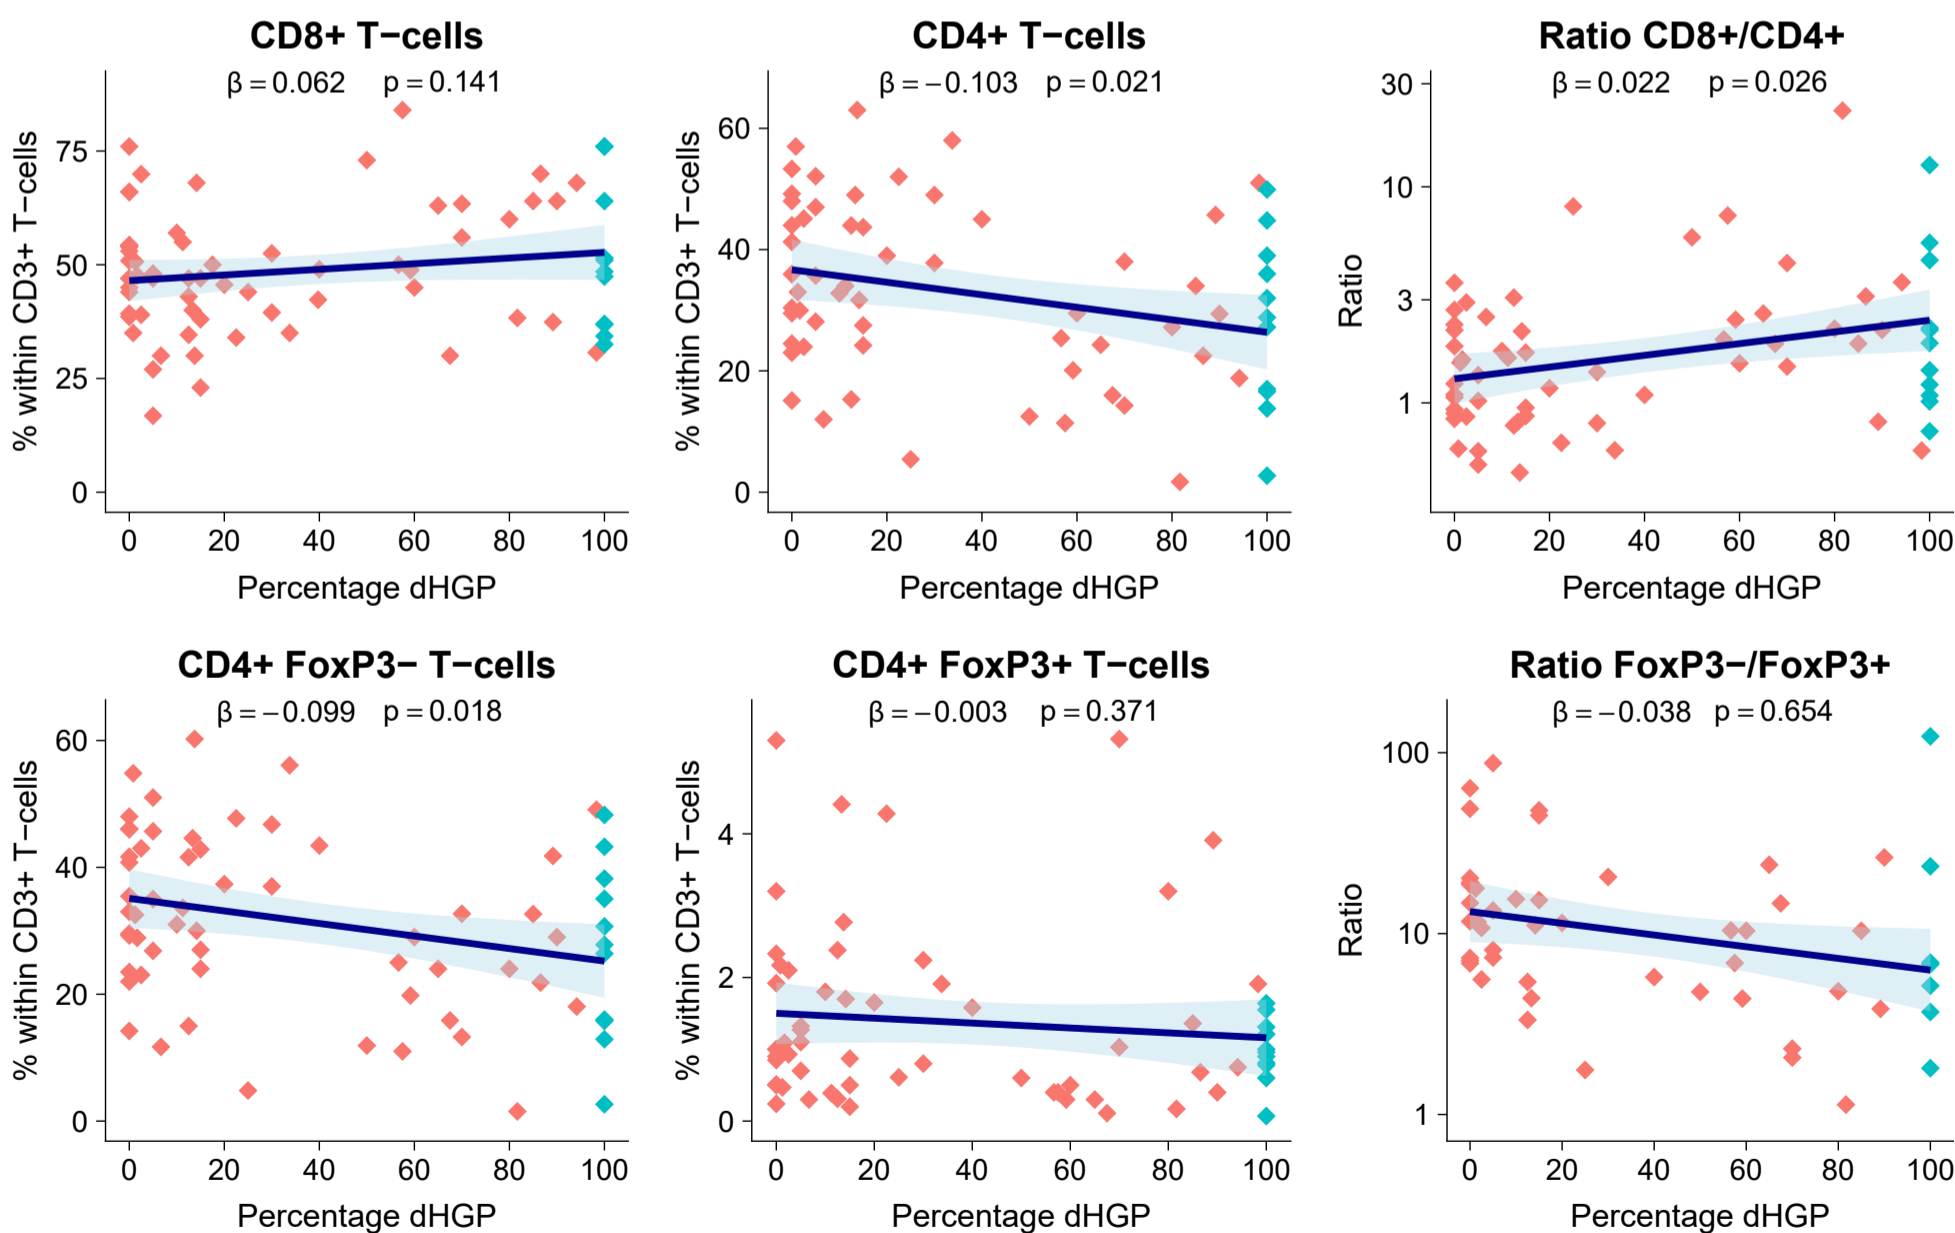 CD8+ T−cells
β = 0.062 p = 0.141
% within CD3+ T−cells
75
50
25
0
0 20 40 60 80 100
Percentage dHGP
CD4+ T−cells
β = −0.103 p = 0.021
% within CD3+ T−cells
60
40
20
0
0 20 40 60 80 100
Percentage dHGP
Ratio CD8+/CD4+
β = 0.022 p = 0.026
Ratio
30
10
3
1
0 20 40 60 80 100
Percentage dHGP
CD4+ FoxP3− T−cells
β = −0.099 p = 0.018
% within CD3+ T−cells
60
40
20
0
0 20 40 60 80 100
Percentage dHGP
CD4+ FoxP3+ T−cells
β = −0.003 p = 0.371
% within CD3+ T−cells
4
2
0
0 20 40 60 80 100
Percentage dHGP
Ratio FoxP3−/FoxP3+
β = −0.038 p = 0.654
Ratio
100
10
1
0 20 40 60 80 100
Percentage dHGP